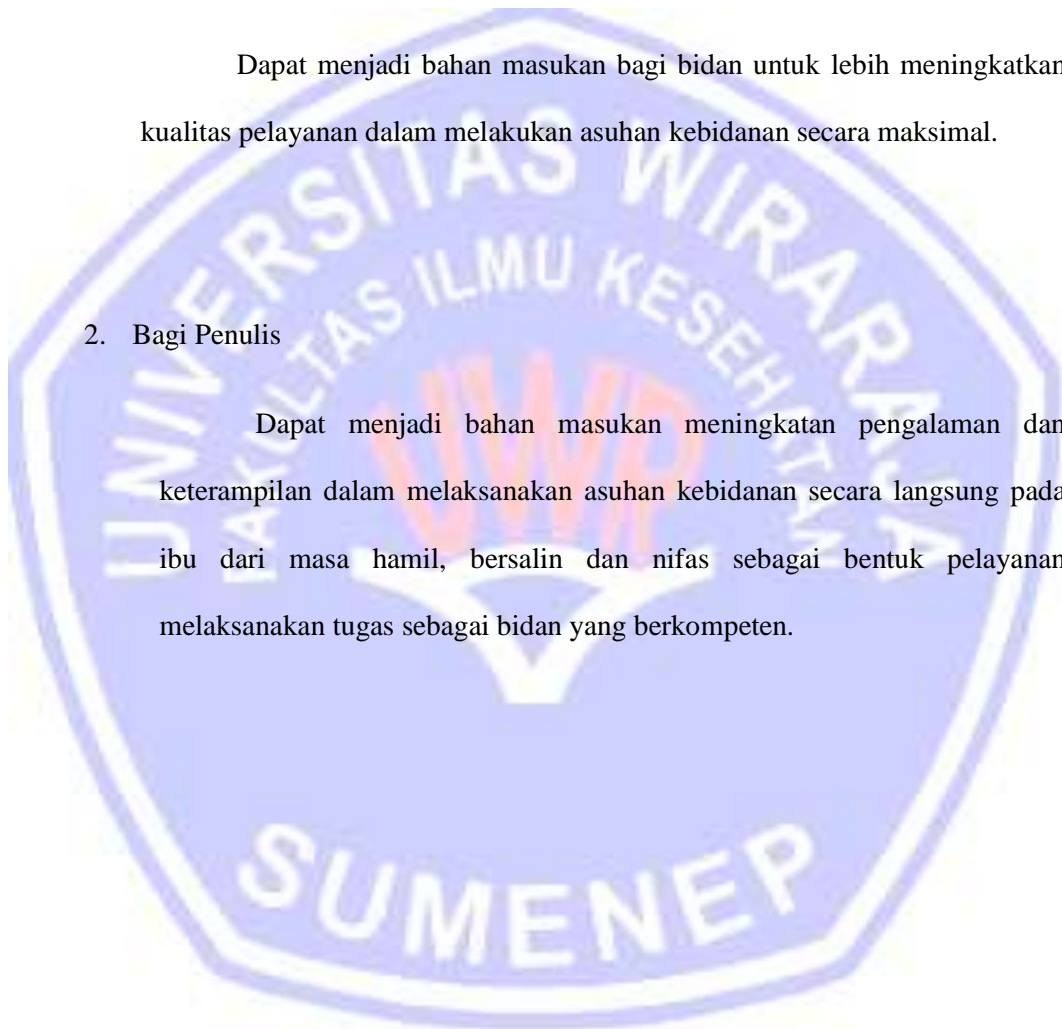 Dapat menjadi bahan masukan bagi bidan untuk lebih meningkatkan
kualitas pelayanan dalam melakukan asuhan kebidanan secara maksimal.
UNIVERSITAS WIRARAJA
FAKULTAS ILMU KESEHATAN
2. Bagi Penulis
UWR
Dapat menjadi bahan masukan meningkatan pengalaman dan
keterampilan dalam melaksanakan asuhan kebidanan secara langsung pada
ibu dari masa hamil, bersalin dan nifas sebagai bentuk pelayanan
melaksanakan tugas sebagai bidan yang berkompeten.
SUMENEP